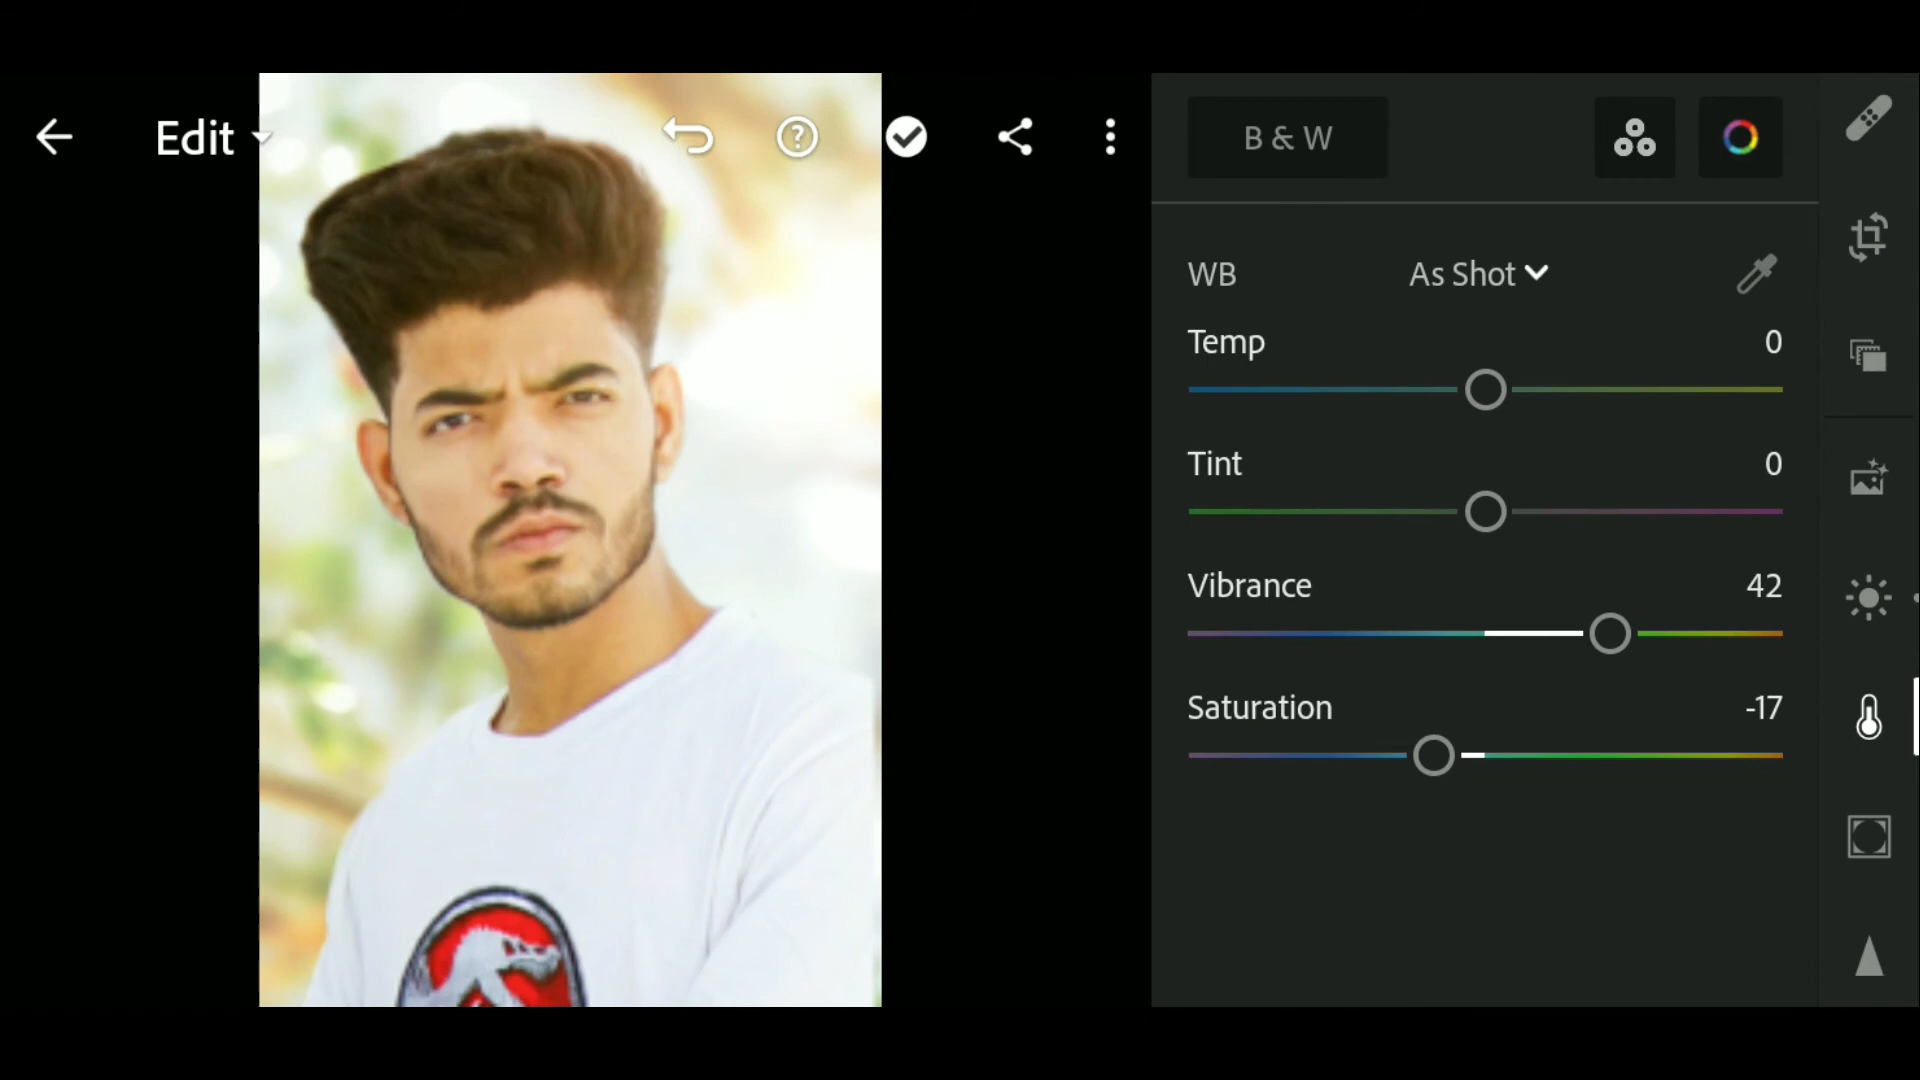 Edit
B & W
WB As Shot
Temp 0
Tint 0
Vibrance 42
Saturation -17